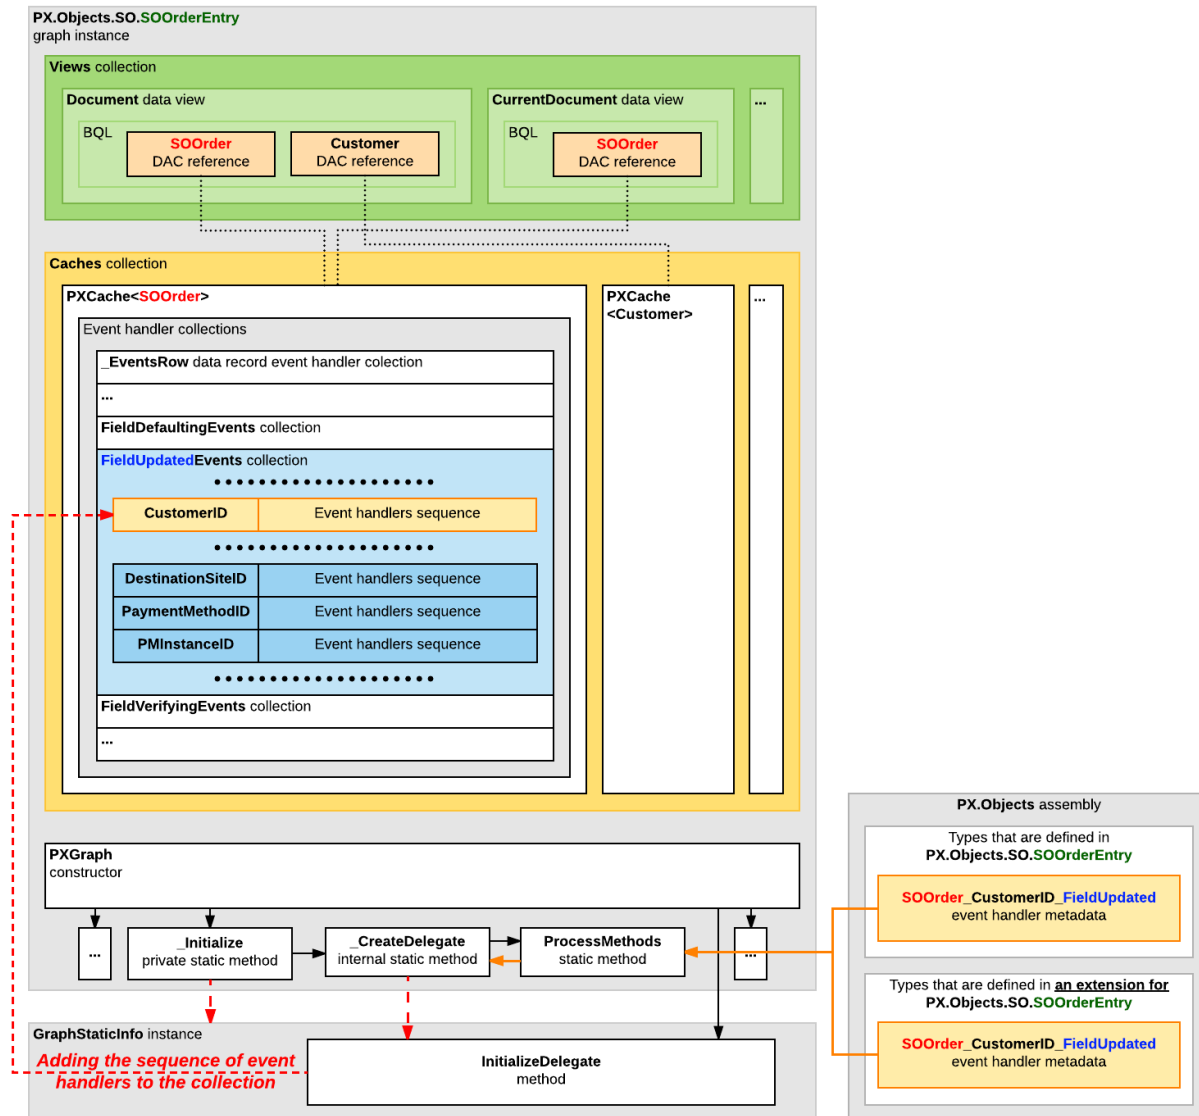 PX.Objects.SO.SOOrderEntry
graph instance
Views collection
Document data view
BQL
SOOrder
DAC reference
Customer
DAC reference
CurrentDocument data view
BQL
SOOrder
DAC reference
...
Caches collection
PXCache<SOOrder>
Event handler collections
_EventsRow data record event handler colection
...
FieldDefaultingEvents collection
FieldUpdatedEvents collection
CustomerID Event handlers sequence
DestinationSiteID Event handlers sequence
PaymentMethodID Event handlers sequence
PMInstanceID Event handlers sequence
FieldVerifyingEvents collection
...
PXCache
<Customer>
...
PXGraph
constructor
...
_Initialize
private static method
_CreateDelegate
internal static method
ProcessMethods
static method
...
GraphStaticInfo instance
Adding the sequence of event
handlers to the collection
InitializeDelegate
method
PX.Objects assembly
Types that are defined in
PX.Objects.SO.SOOrderEntry
SOOrder_CustomerID_FieldUpdated
event handler metadata
Types that are defined in an extension for
PX.Objects.SO.SOOrderEntry
SOOrder_CustomerID_FieldUpdated
event handler metadata